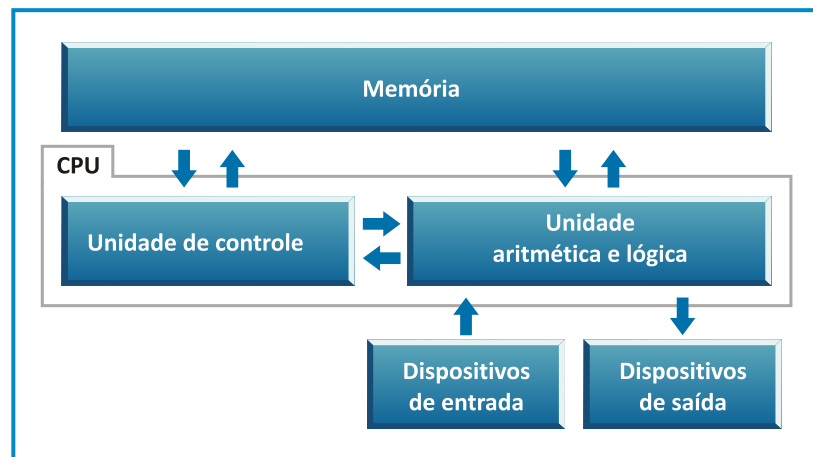 Memória
CPU
Unidade de controle
Unidade
aritmética e lógica
Dispositivos
de entrada
Dispositivos
de saída